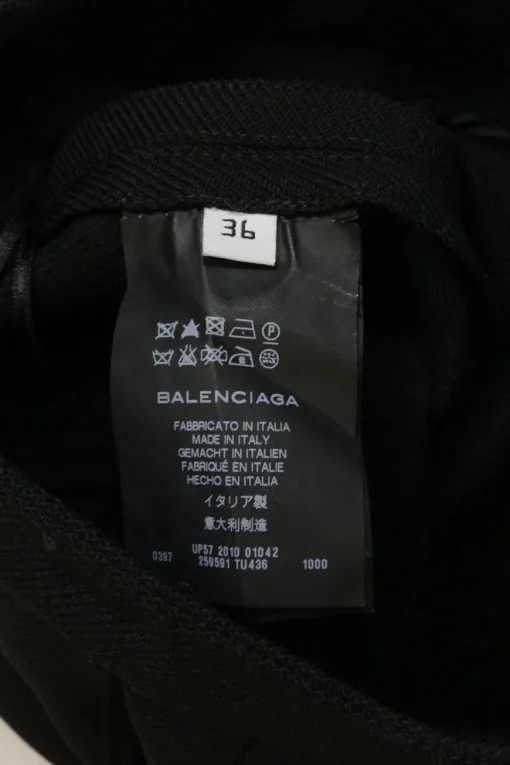 36
P
BALENCIAGA
FABBRICATO IN ITALIA
MADE IN ITALY
GEMACHT IN ITALIEN
FABRIQUÉ EN ITALIE
HECHO EN ITALIA
イタリア製
意大利制造
UP57 2010 01042
0397 259591 TU436 1000